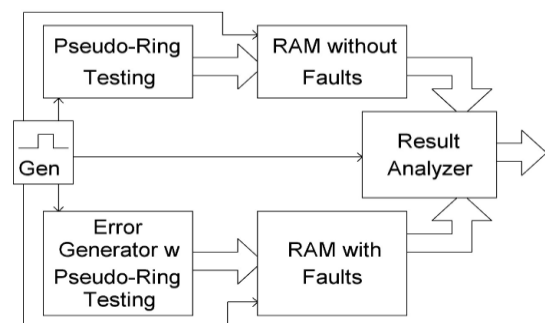 Pseudo-Ring
Testing
RAM without
Faults
Gen
Result
Analyzer
Error
Generator w
Pseudo-Ring
Testing
RAM with
Faults